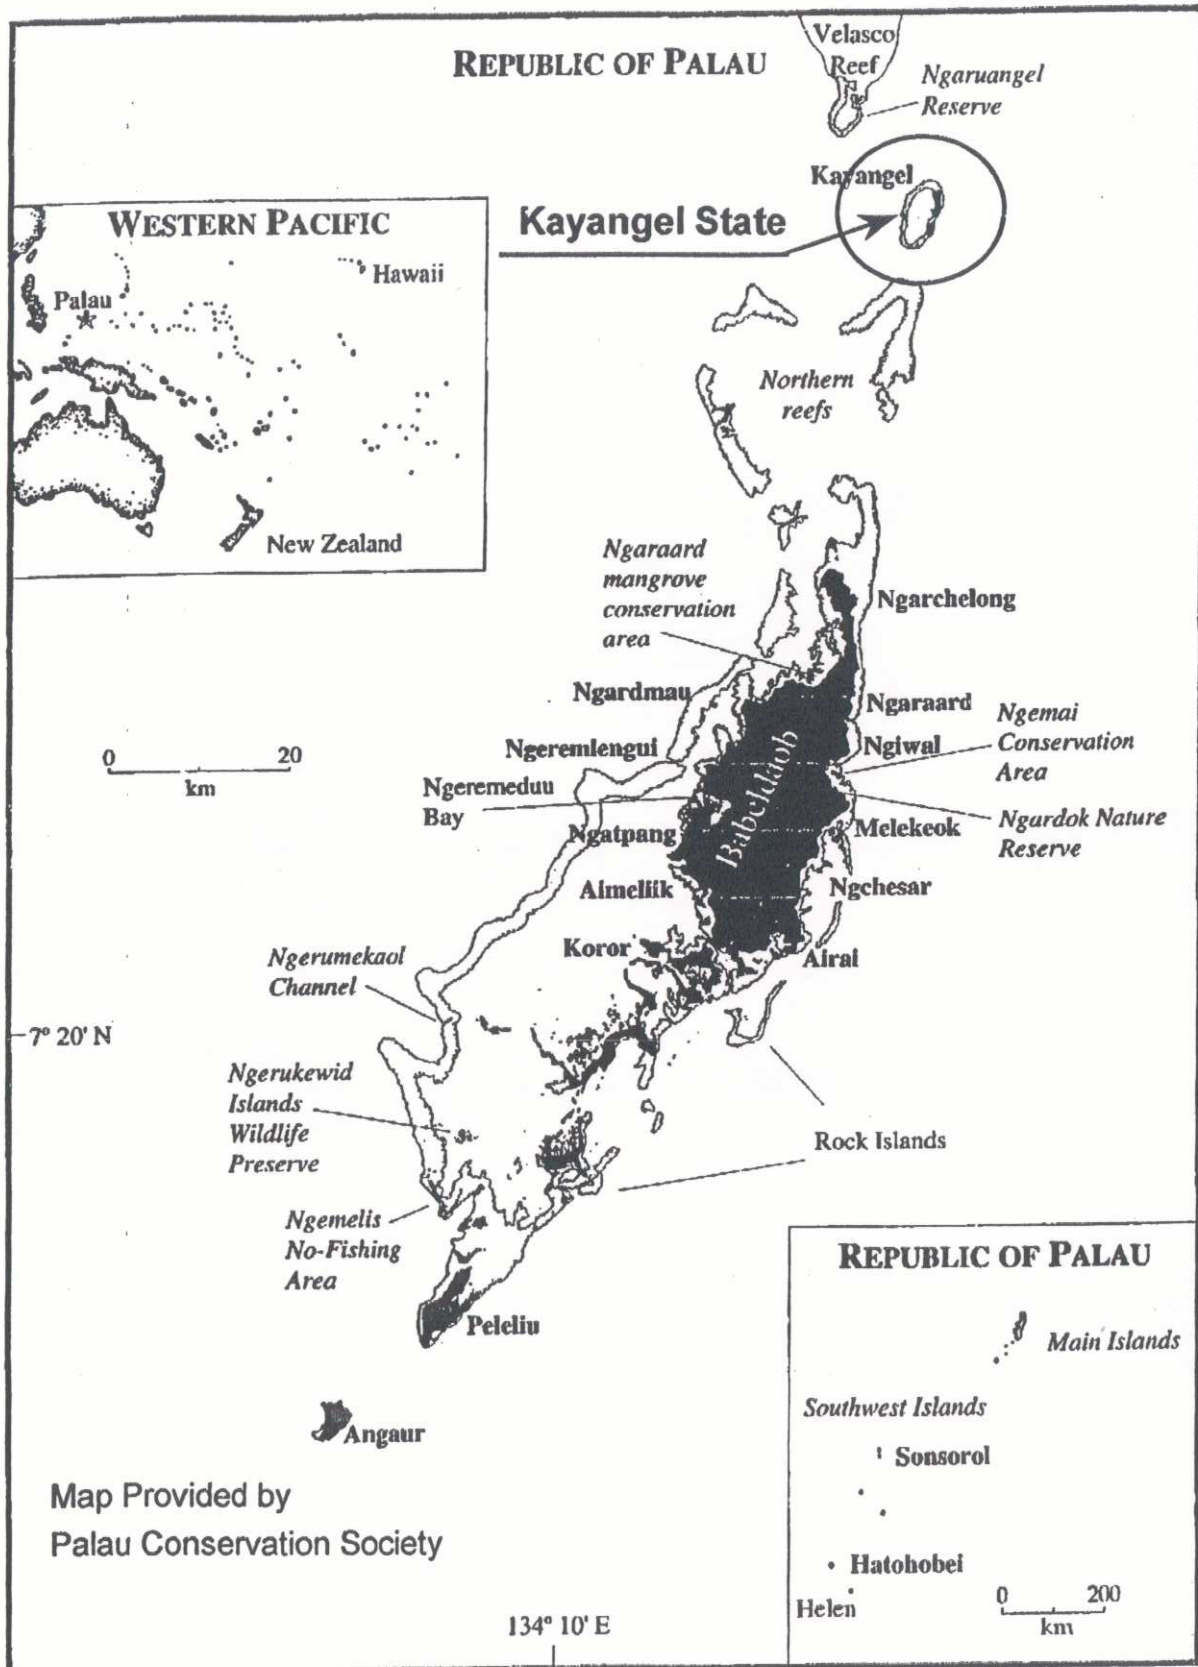 REPUBLIC OF PALAU
Velasco
Reef
Ngaruangel
Reserve
Kayangel
Kayangel State
WESTERN PACIFIC
Hawaii
Palau
New Zealand
Northern
reefs
Ngaraard
mangrove
conservation
area
Ngarchelong
Ngardmau
Ngaraard
Ngemai
Conservation
Area
Ngeremlengui
Ngiwal
0 20
km
Ngeremeduu
Bay
Babeldaob
Ngatpang
Melekeok
Ngardok Nature
Reserve
Aimeliik
Ngchesar
Koror
Airai
Ngerumekaol
Channel
7° 20' N
Ngerukewid
Islands
Wildlife
Preserve
Rock Islands
Ngemelis
No-Fishing
Area
Peleliu
Angaur
Map Provided by
Palau Conservation Society
134° 10' E
REPUBLIC OF PALAU
Main Islands
Southwest Islands
Sonsorol
Hatohobei
Helen
0 200
km